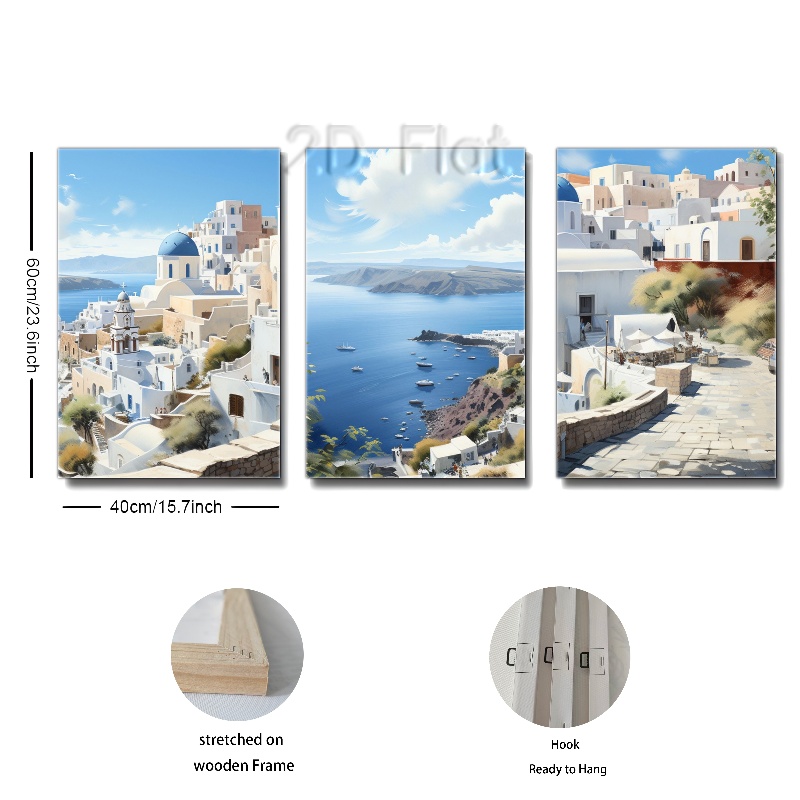 2D Flat
60cm/23.6inch
40cm/15.7inch
stretched on
wooden Frame
Hook
Ready to Hang